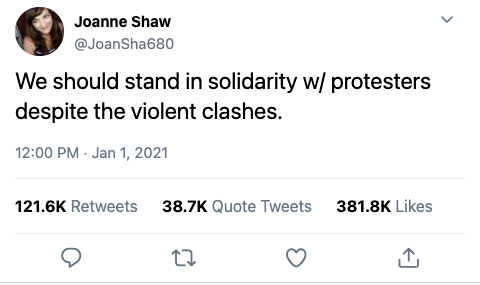 Joanne Shaw
@JoanSha680
We should stand in solidarity w/ protesters
despite the violent clashes.
12:00 PM · Jan 1, 2021
121.6K Retweets 38.7K Quote Tweets 381.8K Likes